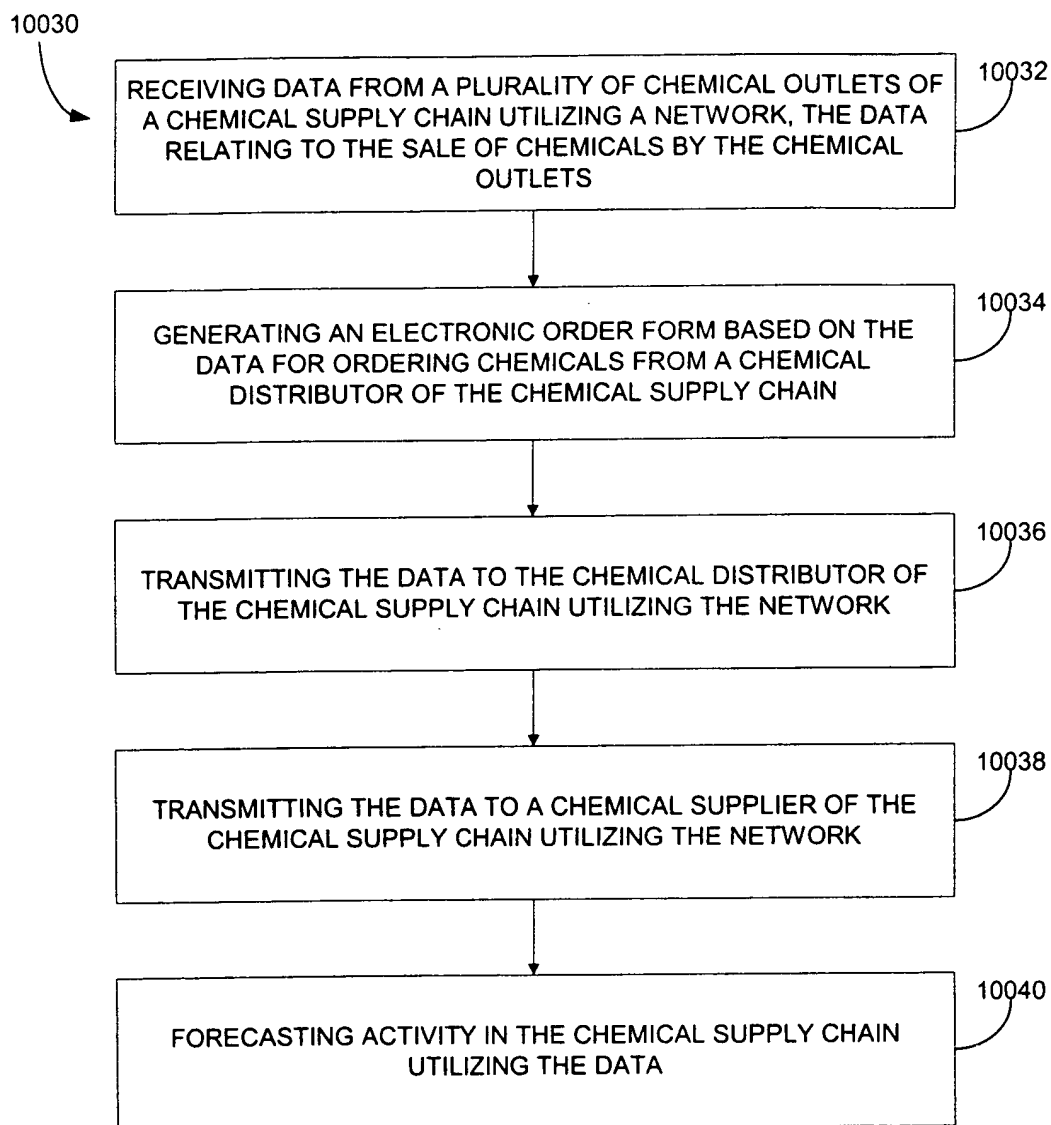 10030
10032
RECEIVING DATA FROM A PLURALITY OF CHEMICAL OUTLETS OF
A CHEMICAL SUPPLY CHAIN UTILIZING A NETWORK, THE DATA
RELATING TO THE SALE OF CHEMICALS BY THE CHEMICAL
OUTLETS
10034
GENERATING AN ELECTRONIC ORDER FORM BASED ON THE
DATA FOR ORDERING CHEMICALS FROM A CHEMICAL
DISTRIBUTOR OF THE CHEMICAL SUPPLY CHAIN
10036
TRANSMITTING THE DATA TO THE CHEMICAL DISTRIBUTOR OF
THE CHEMICAL SUPPLY CHAIN UTILIZING THE NETWORK
10038
TRANSMITTING THE DATA TO A CHEMICAL SUPPLIER OF THE
CHEMICAL SUPPLY CHAIN UTILIZING THE NETWORK
10040
FORECASTING ACTIVITY IN THE CHEMICAL SUPPLY CHAIN
UTILIZING THE DATA